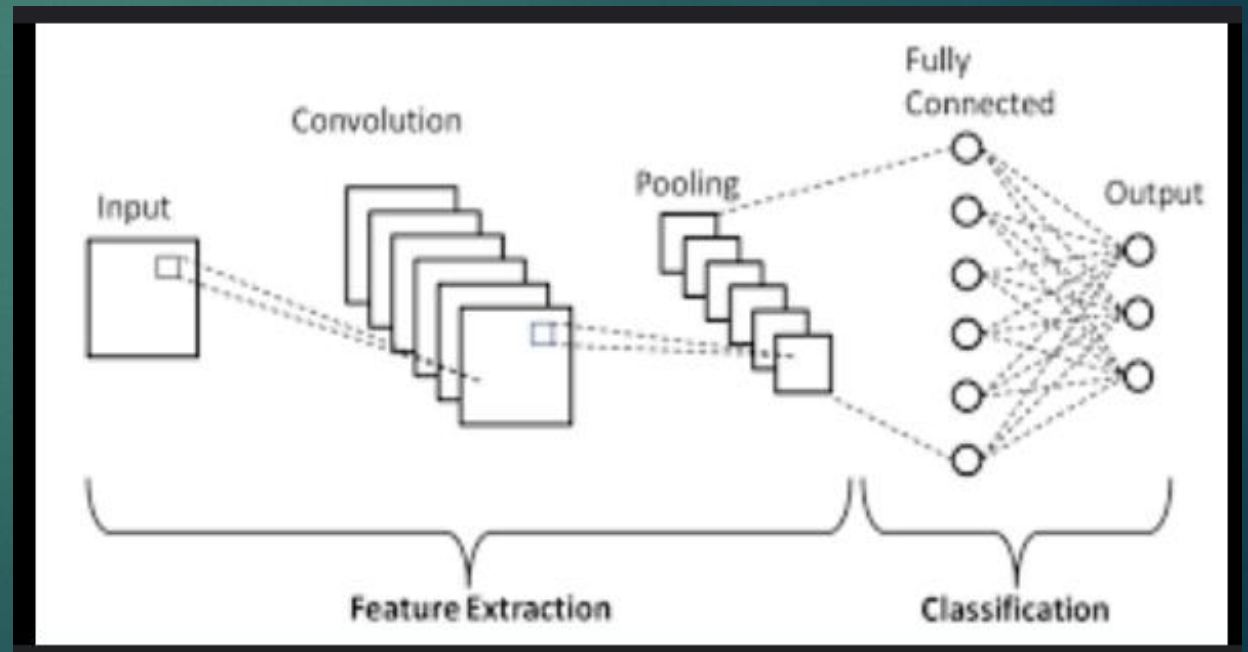 Input
Convolution
Pooling
Fully
Connected
Output
Feature Extraction
Classification